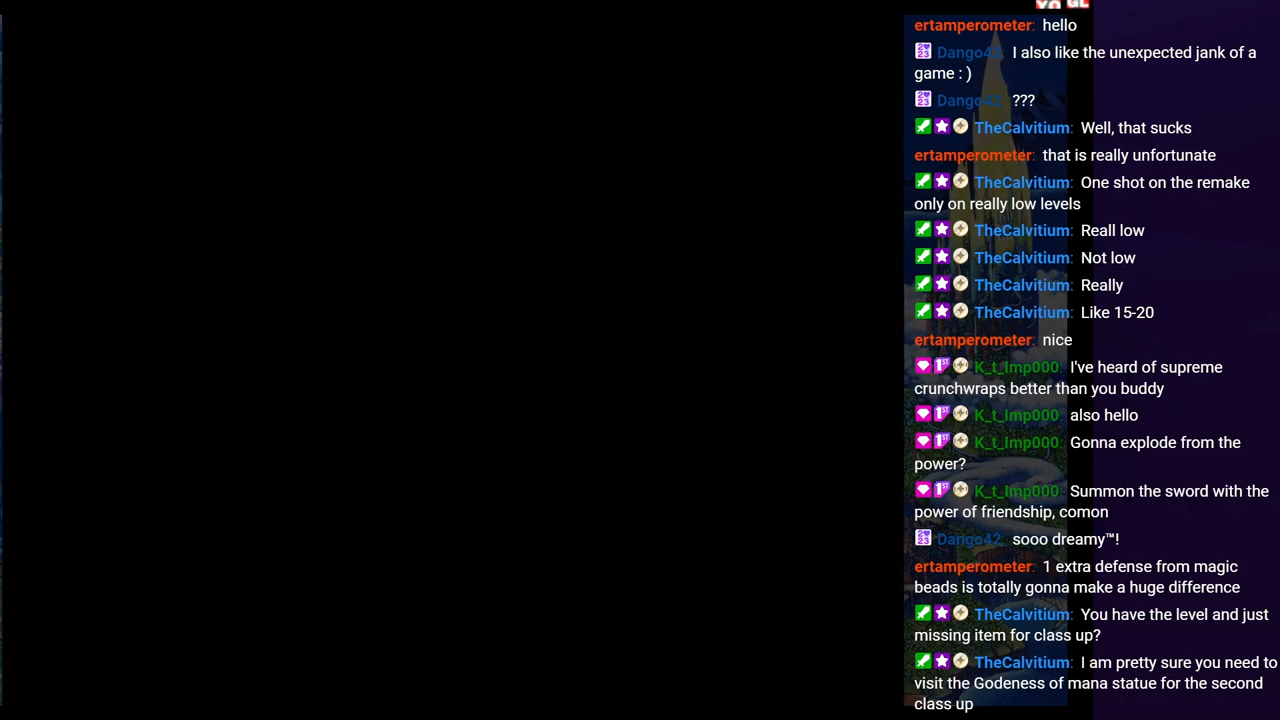 YO GL
ertamperometer: hello
Dango42: I also like the unexpected jank of a
game : )
Dango42: ???
TheCalvitium: Well, that sucks
ertamperometer: that is really unfortunate
TheCalvitium: One shot on the remake
only on really low levels
TheCalvitium: Reall low
TheCalvitium: Not low
TheCalvitium: Really
TheCalvitium: Like 15-20
ertamperometer: nice
K_t_Imp000: I've heard of supreme
crunchwraps better than you buddy
K_t_Imp000: also hello
K_t_Imp000: Gonna explode from the
power?
K_t_Imp000: Summon the sword with the
power of friendship, comon
Dango42: sooo dreamy™!
ertamperometer: 1 extra defense from magic
beads is totally gonna make a huge difference
TheCalvitium: You have the level and just
missing item for class up?
TheCalvitium: I am pretty sure you need to
visit the Godeness of mana statue for the second
class up